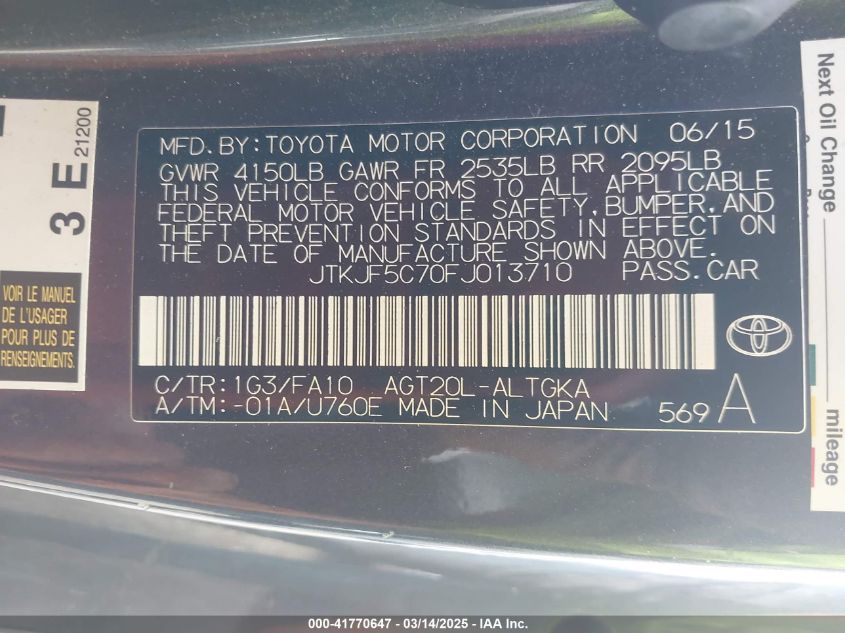 MFD. BY: TOYOTA MOTOR CORPORATION 06/15
GVWR 4150LB GAWR FR 2535LB RR 2095LB
THIS VEHICLE CONFORMS TO ALL APPLICABLE
FEDERAL MOTOR VEHICLE SAFETY, BUMPER, AND
THEFT PREVENTION STANDARDS IN EFFECT ON
THE DATE OF MANUFACTURE SHOWN ABOVE.
JTKJF5C70FJ013710 PASS.CAR
C/TR: 1G3/FA10 AGT20L-ALTGKA
A/TM: -01A/U760E MADE IN JAPAN 569 A
3 E
21200
VOIR LE MANUEL
DE L'USAGER
POUR PLUS DE
RENSEIGNEMENTS.
Next Oil Change
mileage
000-41770647 - 03/14/2025 - IAA Inc.